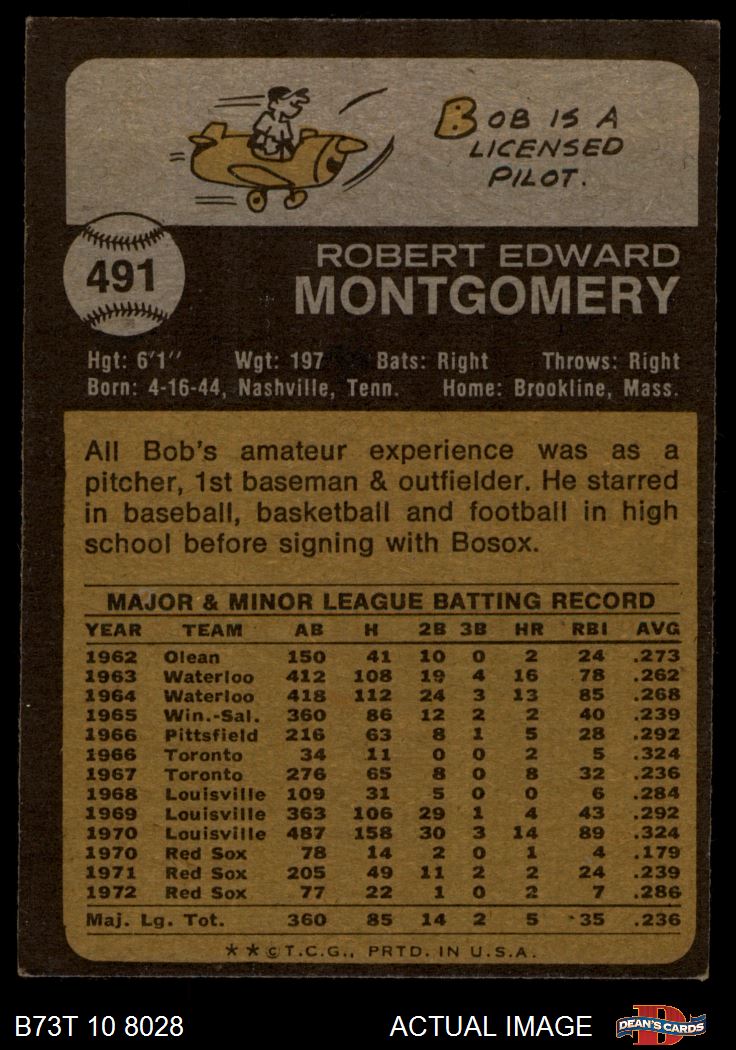 BOB IS A
LICENSED
PILOT.
491
ROBERT EDWARD
MONTGOMERY
Hgt: 6'1" Wgt: 197 Bats: Right Throws: Right
Born: 4-16-44, Nashville, Tenn. Home: Brookline, Mass.
All Bob's amateur experience was as a
pitcher, 1st baseman & outfielder. He starred
in baseball, basketball and football in high
school before signing with Bosox.
MAJOR & MINOR LEAGUE BATTING RECORD
YEAR TEAM AB H 2B 3B HR RBI AVG
1962 Olean 150 41 10 0 2 24 .273
1963 Waterloo 412 108 19 4 16 78 .262
1964 Waterloo 418 112 24 3 13 85 .268
1965 Win.-Sal. 360 86 12 2 2 40 .239
1966 Pittsfield 216 63 8 1 5 28 .292
1966 Toronto 34 11 0 0 2 5 .324
1967 Toronto 276 65 8 0 8 32 .236
1968 Louisville 109 31 5 0 0 6 .284
1969 Louisville 363 106 29 1 4 43 .292
1970 Louisville 487 158 30 3 14 89 .324
1970 Red Sox 78 14 2 0 1 4 .179
1971 Red Sox 205 49 11 2 2 24 .239
1972 Red Sox 77 22 1 0 2 7 .286
Maj. Lg. Tot. 360 85 14 2 5 35 .236
**©T.C.G., PRTD. IN U.S.A.
B73T 10 8028 ACTUAL IMAGE DEAN'S CARDS